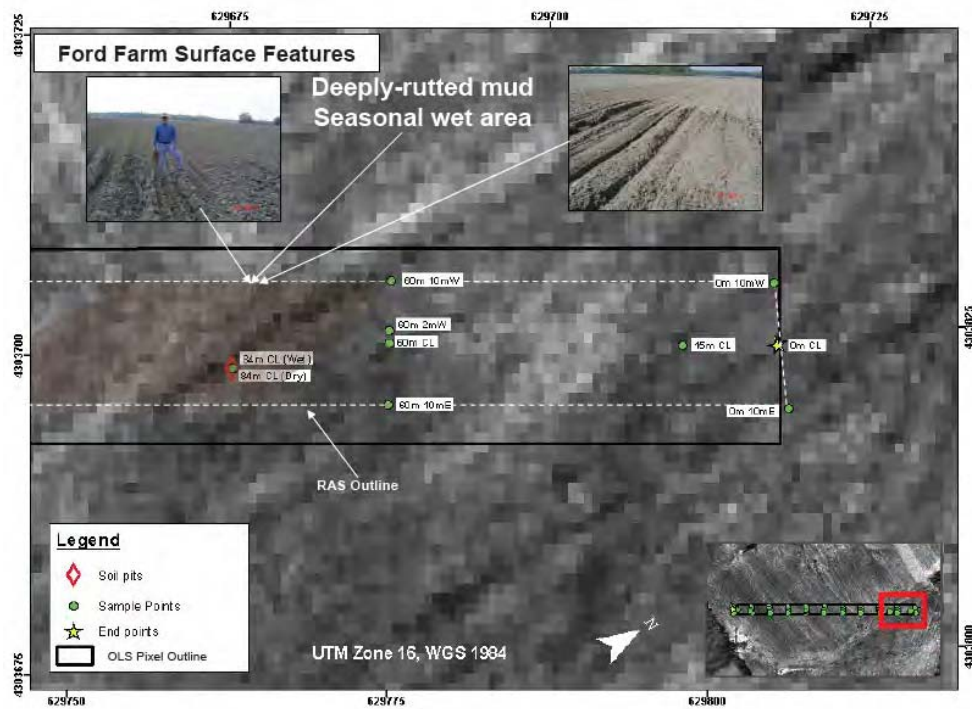 629675
629700
629725
4303725
Ford Farm Surface Features
Deeply-rutted mud
Seasonal wet area
60m 10mW
0m 10mW
60m 2mW
60m CL
15m CL
0m CL
4303700
4303825
84m CL (Wet)
84m CL (Dry)
60m 10mE
0m 10mE
RAS Outline
Legend
Soil pits
Sample Points
End points
OLS Pixel Outline
UTM Zone 16, WGS 1984
N
4303675
4303800
629750
629775
629800